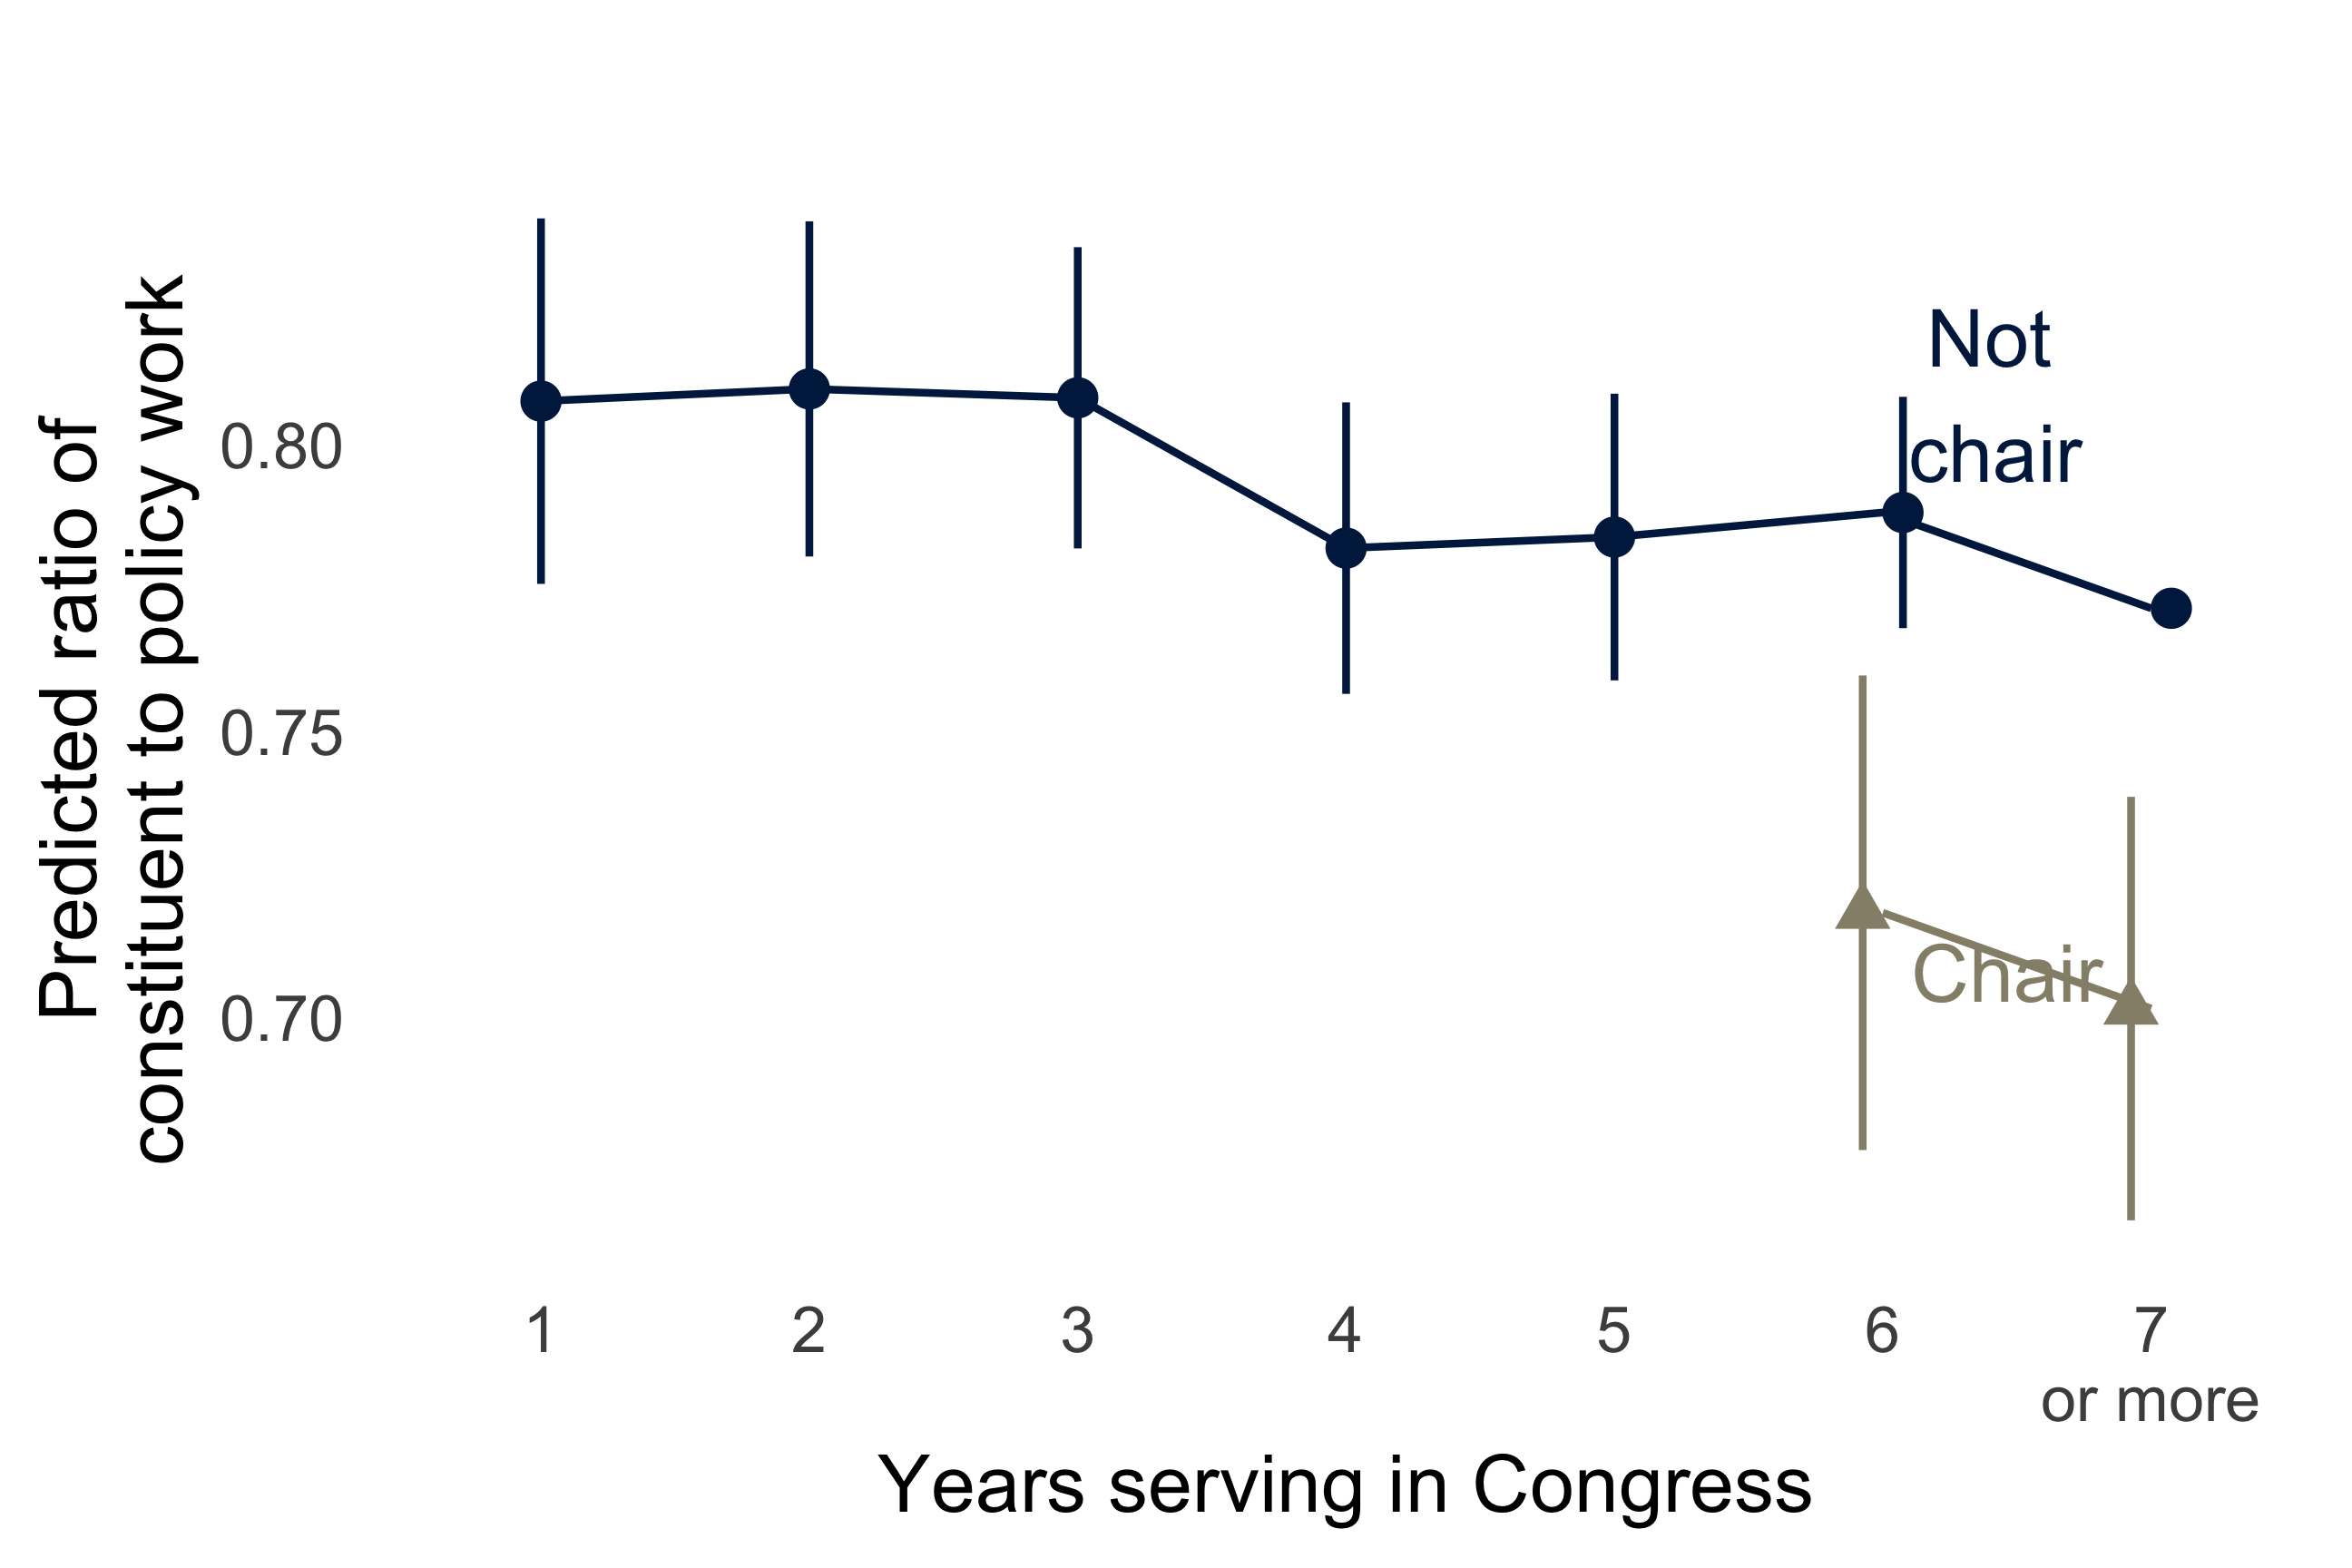 Predicted ratio of
constituent to policy work
0.80
0.75
0.70
Not
chair
Chair
1 2 3 4 5 6 7
or more
Years serving in Congress